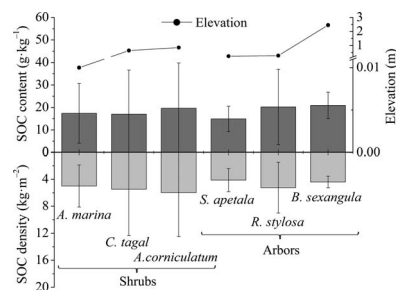 Elevation
SOC content (g·kg⁻¹)
60
50
40
30
20
10
0
Elevation (m)
3
2
1
0.01
0.00
SOC density (kg·m⁻²)
4
8
12
16
20
A. marina
C. tagal
A.corniculatum
S. apetala
R. stylosa
B. sexangula
Shrubs
Arbors